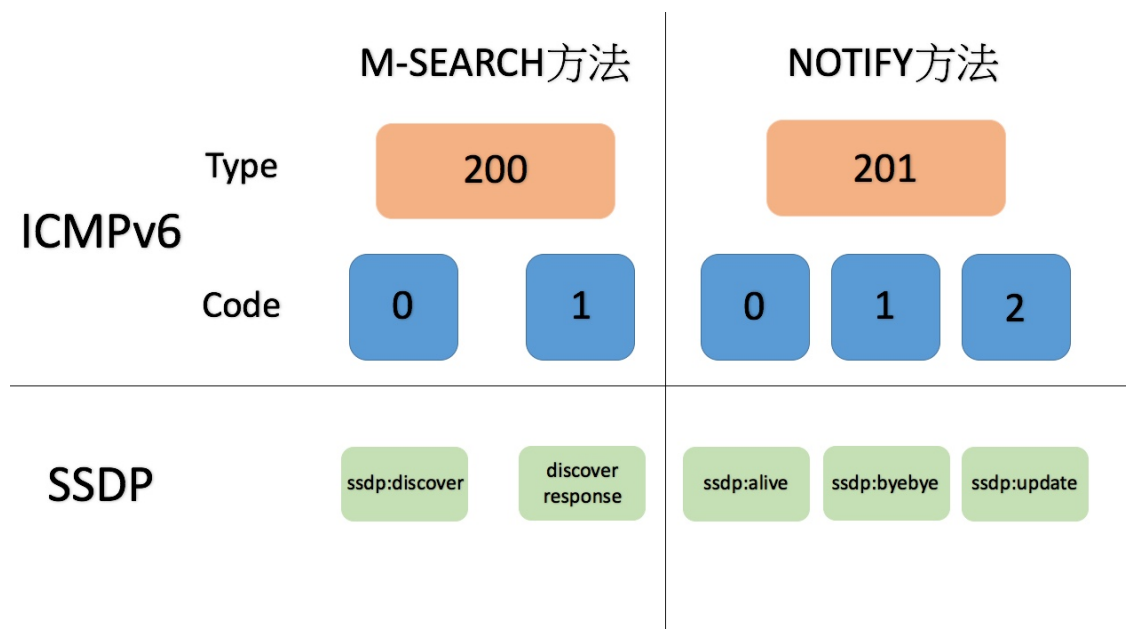 M-SEARCH方法
NOTIFY方法
Type
200
201
ICMPv6
Code
0
1
0
1
2
SSDP
ssdp:discover
discover
response
ssdp:alive
ssdp:byebye
ssdp:update